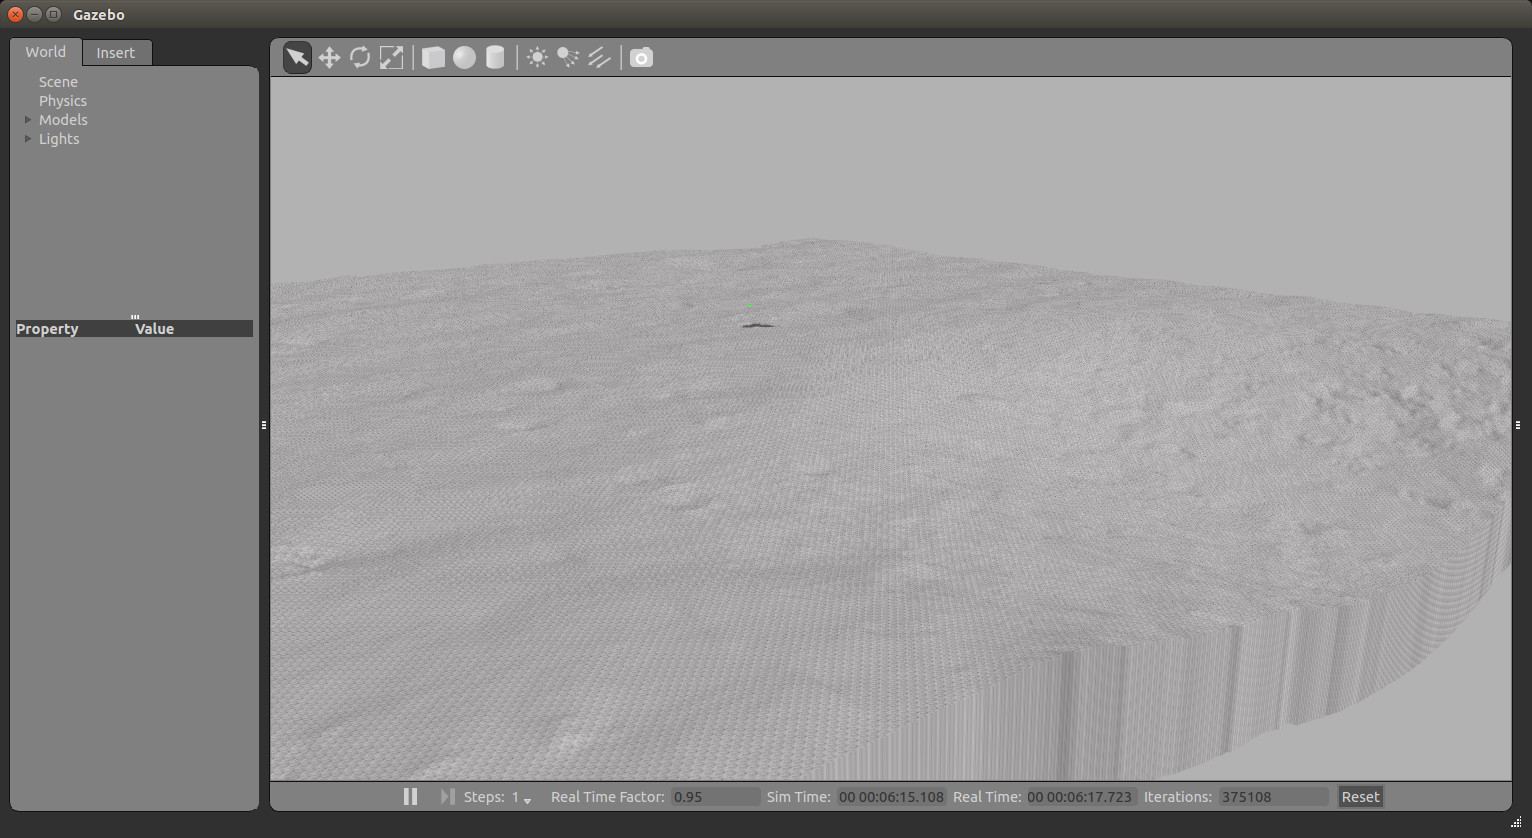 Gazebo
World Insert
Scene
Physics
Models
Lights
Property Value
Steps: 1 Real Time Factor: 0.95 Sim Time: 00 00:06:15.108 Real Time: 00 00:06:17.723 Iterations: 375108 Reset